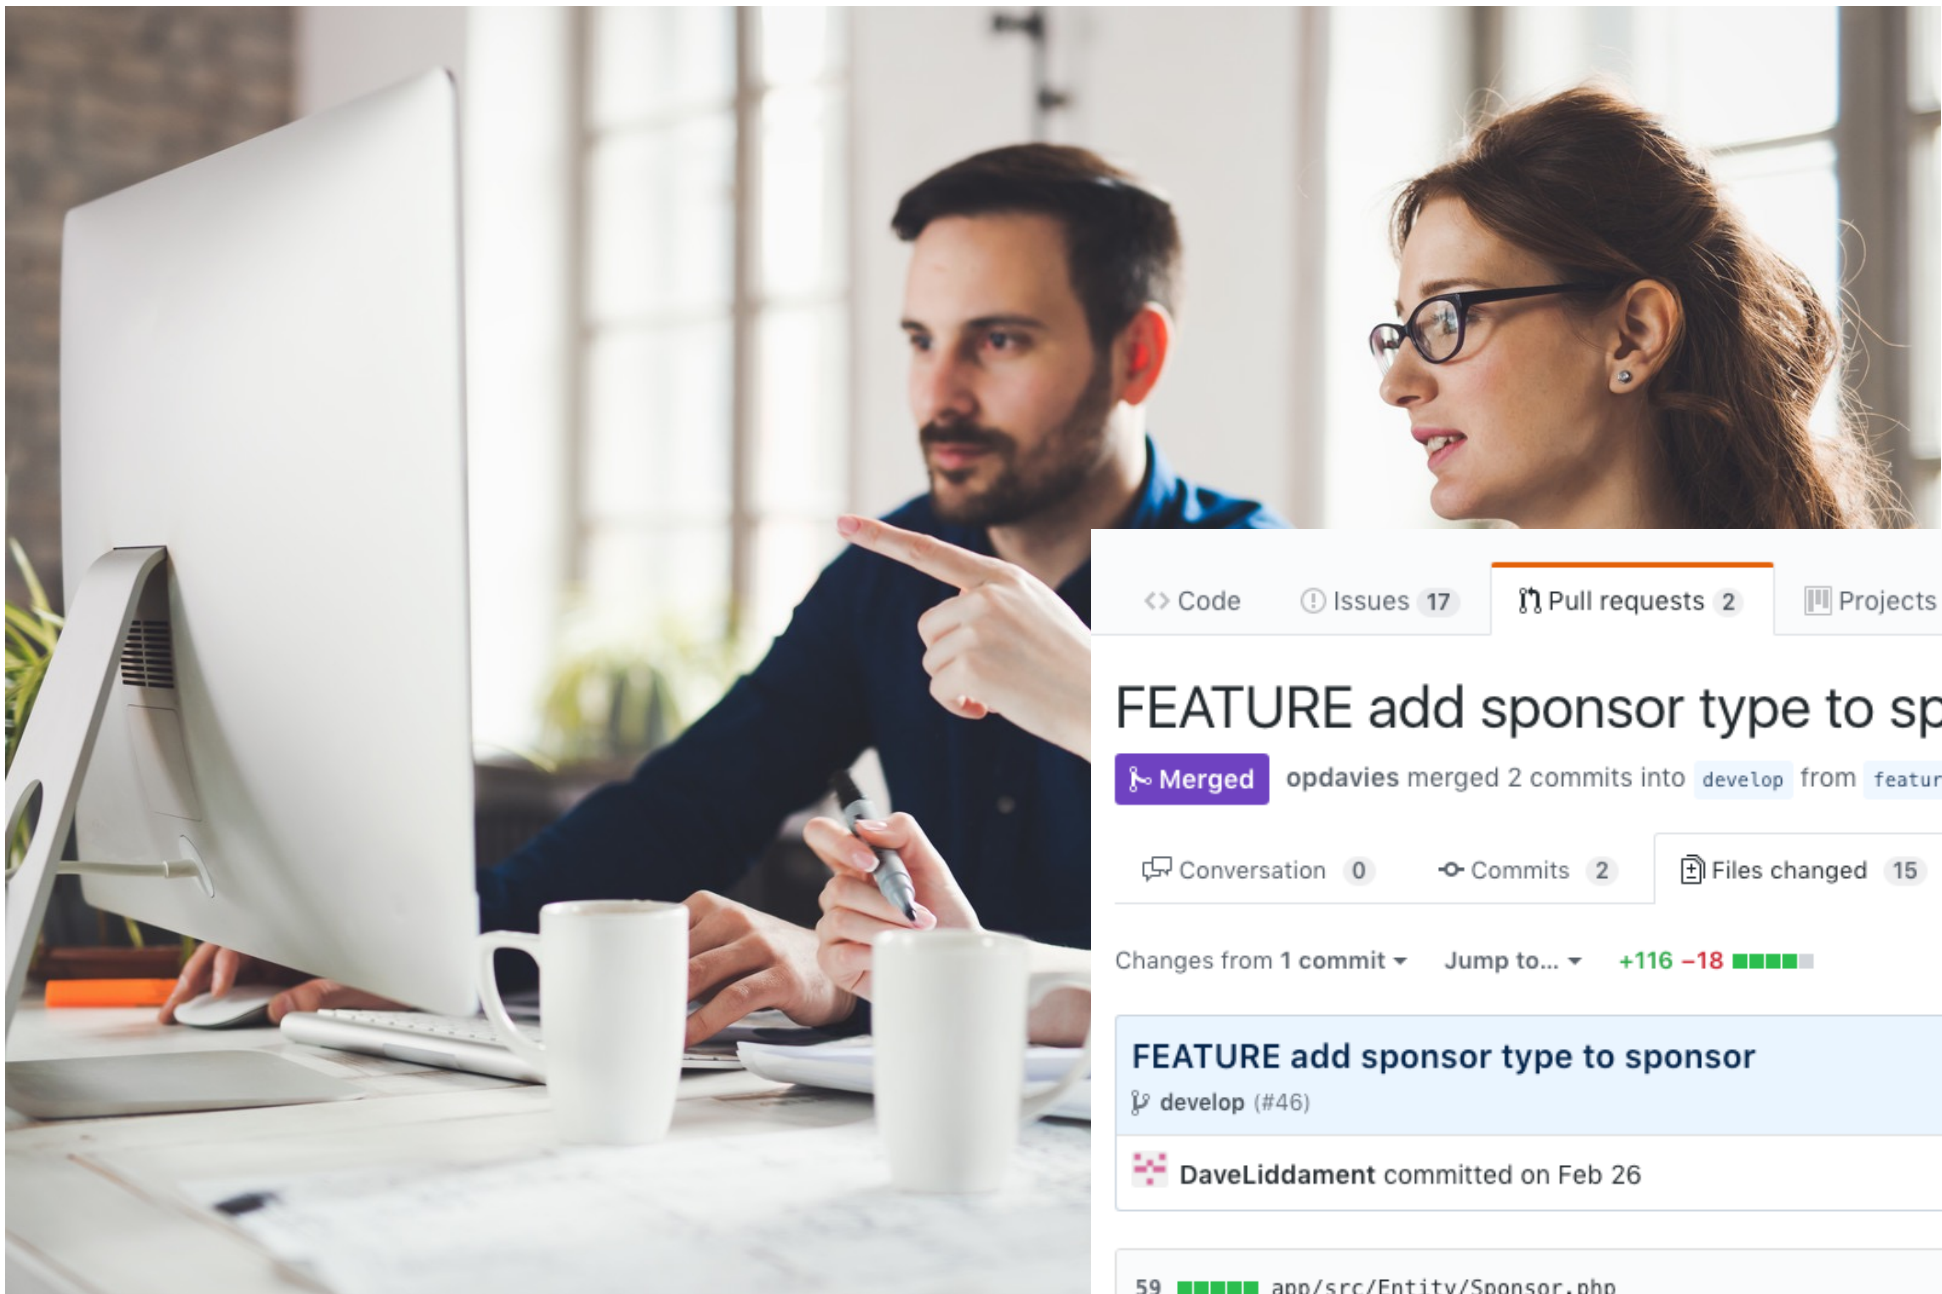 Code Issues 17 Pull requests 2 Projects
FEATURE add sponsor type to sp
Merged opdavies merged 2 commits into develop from featur
Conversation 0 Commits 2 Files changed 15
Changes from 1 commit Jump to... +116 −18
FEATURE add sponsor type to sponsor
develop (#46)
DaveLiddament committed on Feb 26
59 app/src/Entity/Sponsor.php